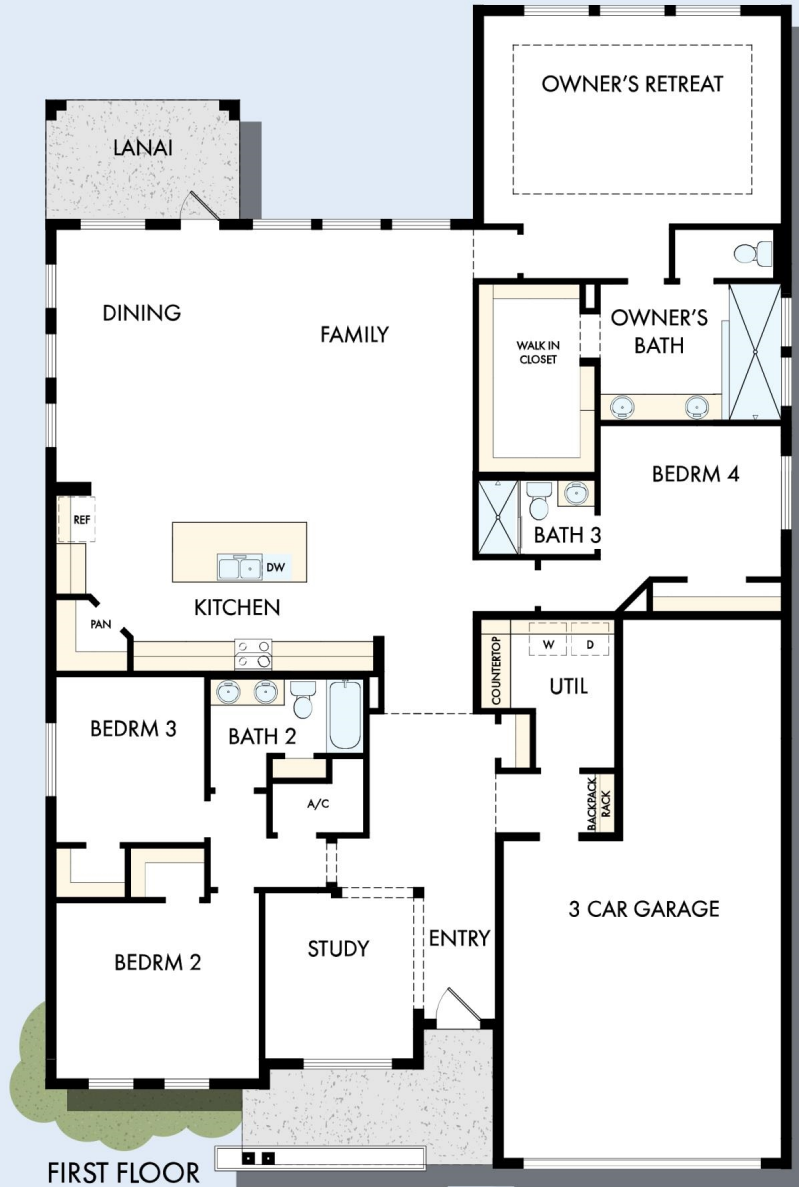 OWNER'S RETREAT
LANAI
DINING
FAMILY
OWNER'S
BATH
WALK IN
CLOSET
BEDRM 4
REF
BATH 3
DW
KITCHEN
PAN
COUNTERTOP
W
D
UTIL
BEDRM 3
BATH 2
A/C
BACKPACK
RACK
3 CAR GARAGE
ENTRY
STUDY
BEDRM 2
FIRST FLOOR